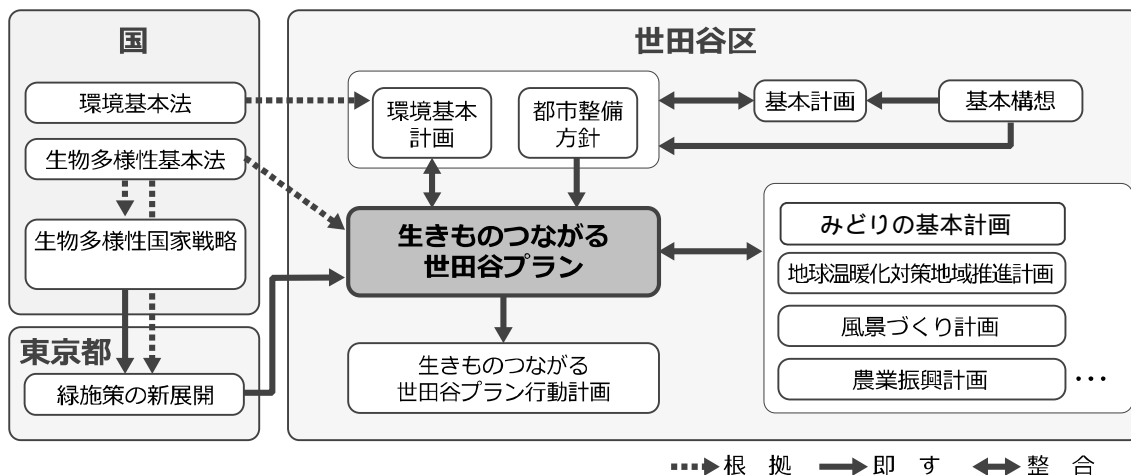 国
環境基本法
生物多様性基本法
生物多様性国家戦略
東京都
緑施策の新展開
世田谷区
環境基本
計画
都市整備
方針
基本計画
基本構想
生きものつながる
世田谷プラン
生きものつながる
世田谷プラン行動計画
みどりの基本計画
地球温暖化対策地域推進計画
風景づくり計画
農業振興計画 …
根 拠 即 す 整 合